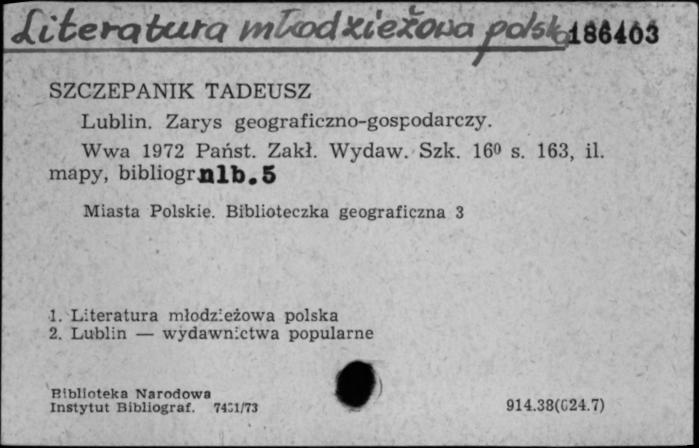 Literatura młodzieżowa polska 186403
SZCZEPANIK TADEUSZ
Lublin. Zarys geograficzno-gospodarczy.
Wwa 1972 Państ. Zakł. Wydaw. Szk. 16⁰ s. 163, il.
mapy, bibliogr. nlb. 5
Miasta Polskie. Biblioteczka geograficzna 3
1. Literatura młodzieżowa polska
2. Lublin — wydawnictwa popularne
Biblioteka Narodowa
Instytut Bibliograf. 914.38(024.7)